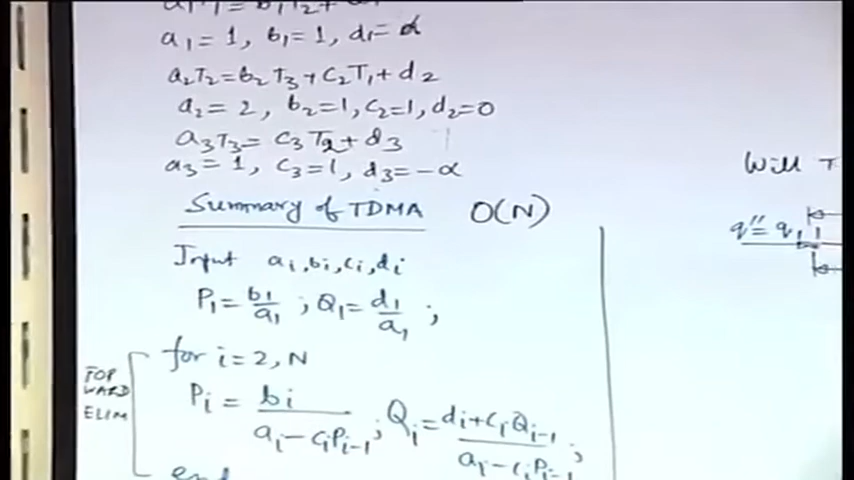 a₁ = 1, b₁ = 1, d₁ = α
a₂T₂ = b₂T₃ + c₂T₁ + d₂
a₂ = 2, b₂ = 1, c₂ = 1, d₂ = 0
a₃T₃ = c₃T₂ + d₃
a₃ = 1, c₃ = 1, d₃ = -α
Summary of TDMA O(N)
Input aᵢ, bᵢ, cᵢ, dᵢ
P₁ = b₁/a₁ ; Q₁ = d₁/a₁ ;
for i = 2, N
Pᵢ = bᵢ/(aᵢ - cᵢPᵢ₋₁) ; Qᵢ = (dᵢ + cᵢQᵢ₋₁)/(aᵢ - cᵢPᵢ₋₁) ;
end
FOR
WARD
ELIM
Will
q″ = q₁